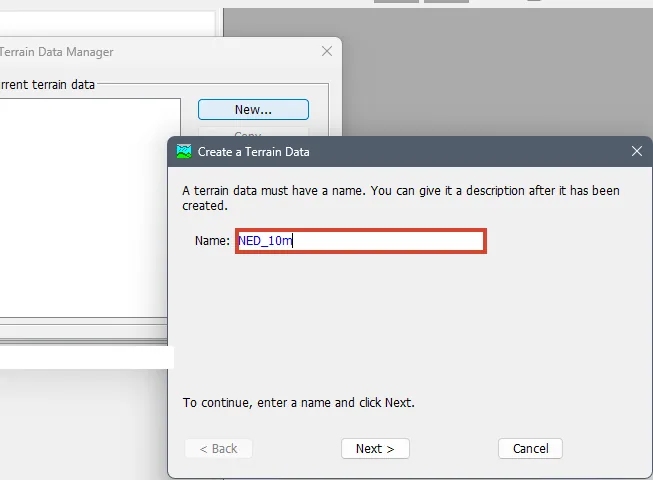 Terrain Data Manager
rrent terrain data
New...
Copy...
Create a Terrain Data
A terrain data must have a name. You can give it a description after it has been
created.
Name: NED_10m
To continue, enter a name and click Next.
< Back Next > Cancel